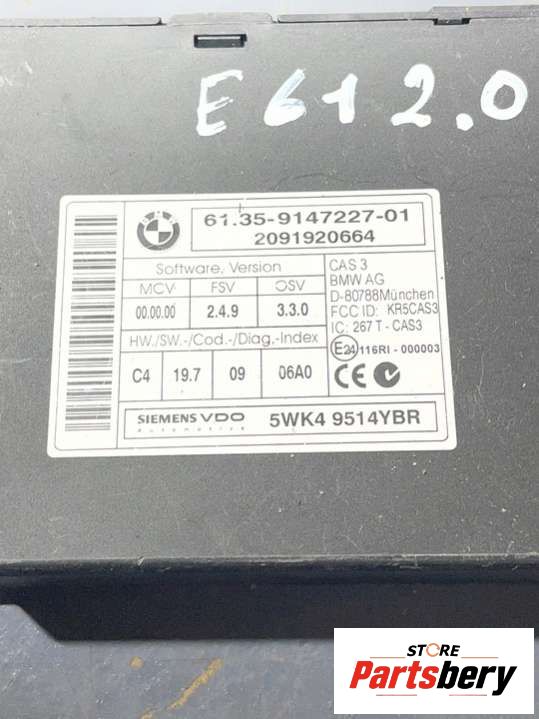 E61 2.0
BMW
61.35-9147227-01
2091920664
Software, Version
MCV FSV OSV
00.00.00 2.4.9 3.3.0
HW./SW.-/Cod.-/Diag.-Index
C4 19.7 09 06A0
CAS 3
BMW AG
D-80788München
FCC ID: KR5CAS3
IC: 267 T - CAS3
E24 116RI - 000003
CE
SIEMENS VDO
Automotive
5WK4 9514YBR
STORE
Partsbery